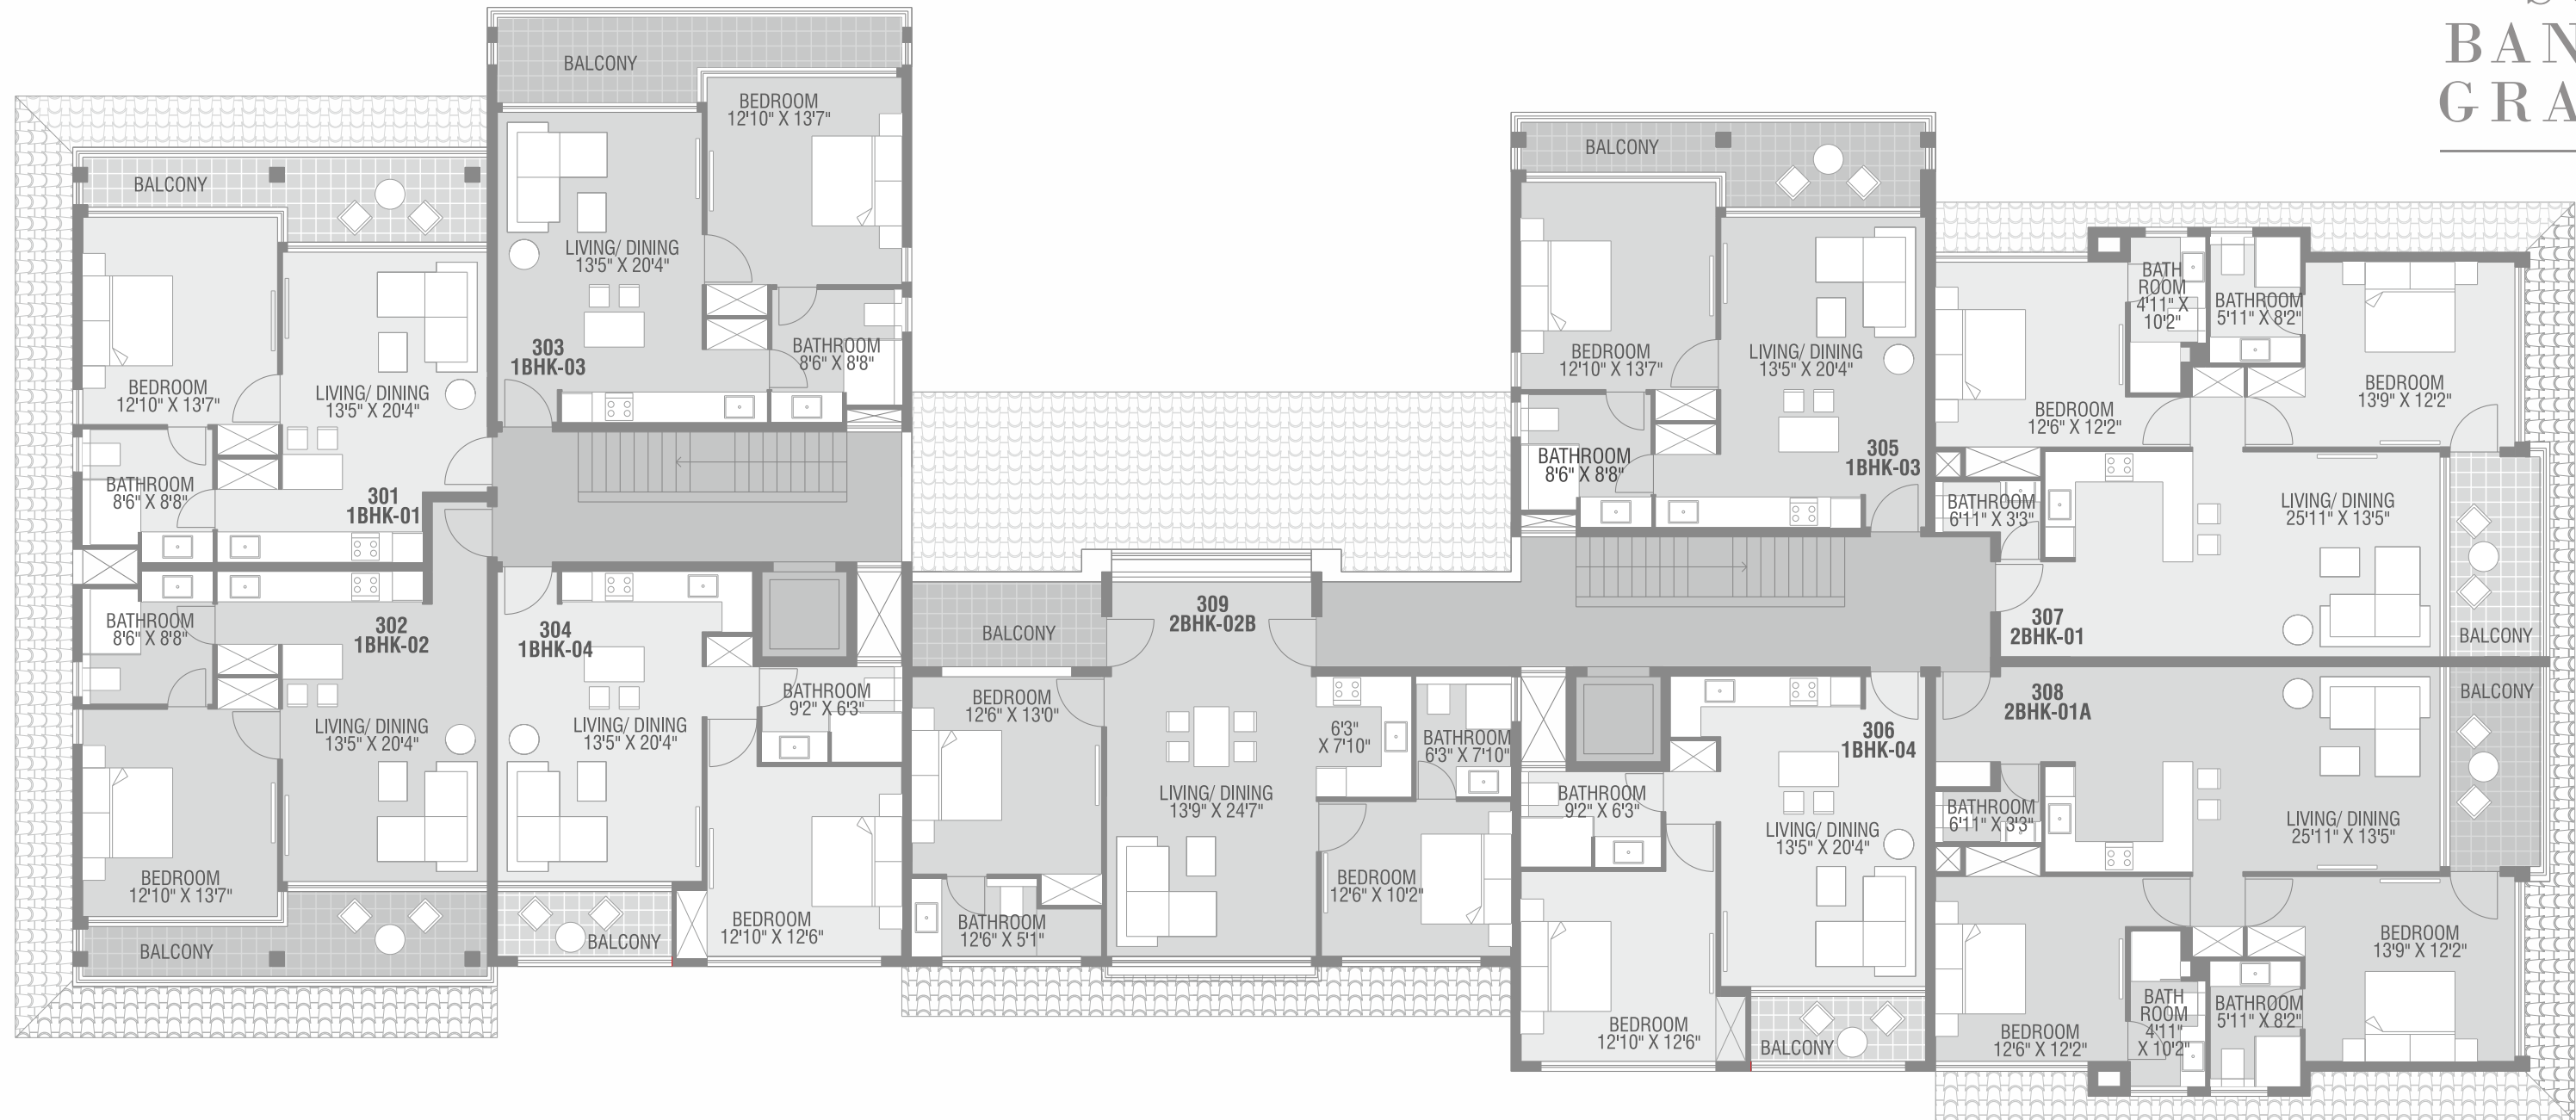 BALCONY
BEDROOM
12'10" X 13'7"
LIVING/ DINING
13'5" X 20'4"
BATHROOM
8'6" X 8'8"
301
1BHK-01
BATHROOM
8'6" X 8'8"
302
1BHK-02
LIVING/ DINING
13'5" X 20'4"
BEDROOM
12'10" X 13'7"
BALCONY
BALCONY
BEDROOM
12'10" X 13'7"
LIVING/ DINING
13'5" X 20'4"
303
1BHK-03
BATHROOM
8'6" X 8'8"
304
1BHK-04
BATHROOM
9'2" X 6'3"
LIVING/ DINING
13'5" X 20'4"
BEDROOM
12'10" X 12'6"
BALCONY
BALCONY
309
2BHK-02B
BEDROOM
12'6" X 13'0"
6'3"
X 7'10"
BATHROOM
6'3" X 7'10"
LIVING/ DINING
13'9" X 24'7"
BEDROOM
12'6" X 10'2"
BATHROOM
12'6" X 5'1"
BALCONY
BEDROOM
12'10" X 13'7"
LIVING/ DINING
13'5" X 20'4"
BATHROOM
8'6" X 8'8"
305
1BHK-03
306
1BHK-04
BATHROOM
9'2" X 6'3"
LIVING/ DINING
13'5" X 20'4"
BEDROOM
12'10" X 12'6"
BALCONY
BAN
GRA
BATH
ROOM
4'11" X
10'2"
BATHROOM
5'11" X 8'2"
BEDROOM
12'6" X 12'2"
BEDROOM
13'9" X 12'2"
BATHROOM
6'11" X 3'3"
LIVING/ DINING
25'11" X 13'5"
307
2BHK-01
BALCONY
308
2BHK-01A
BALCONY
BATHROOM
6'11" X 3'3"
LIVING/ DINING
25'11" X 13'5"
BEDROOM
13'9" X 12'2"
BATH
ROOM
4'11"
X 10'2"
BATHROOM
5'11" X 8'2"
BEDROOM
12'6" X 12'2"